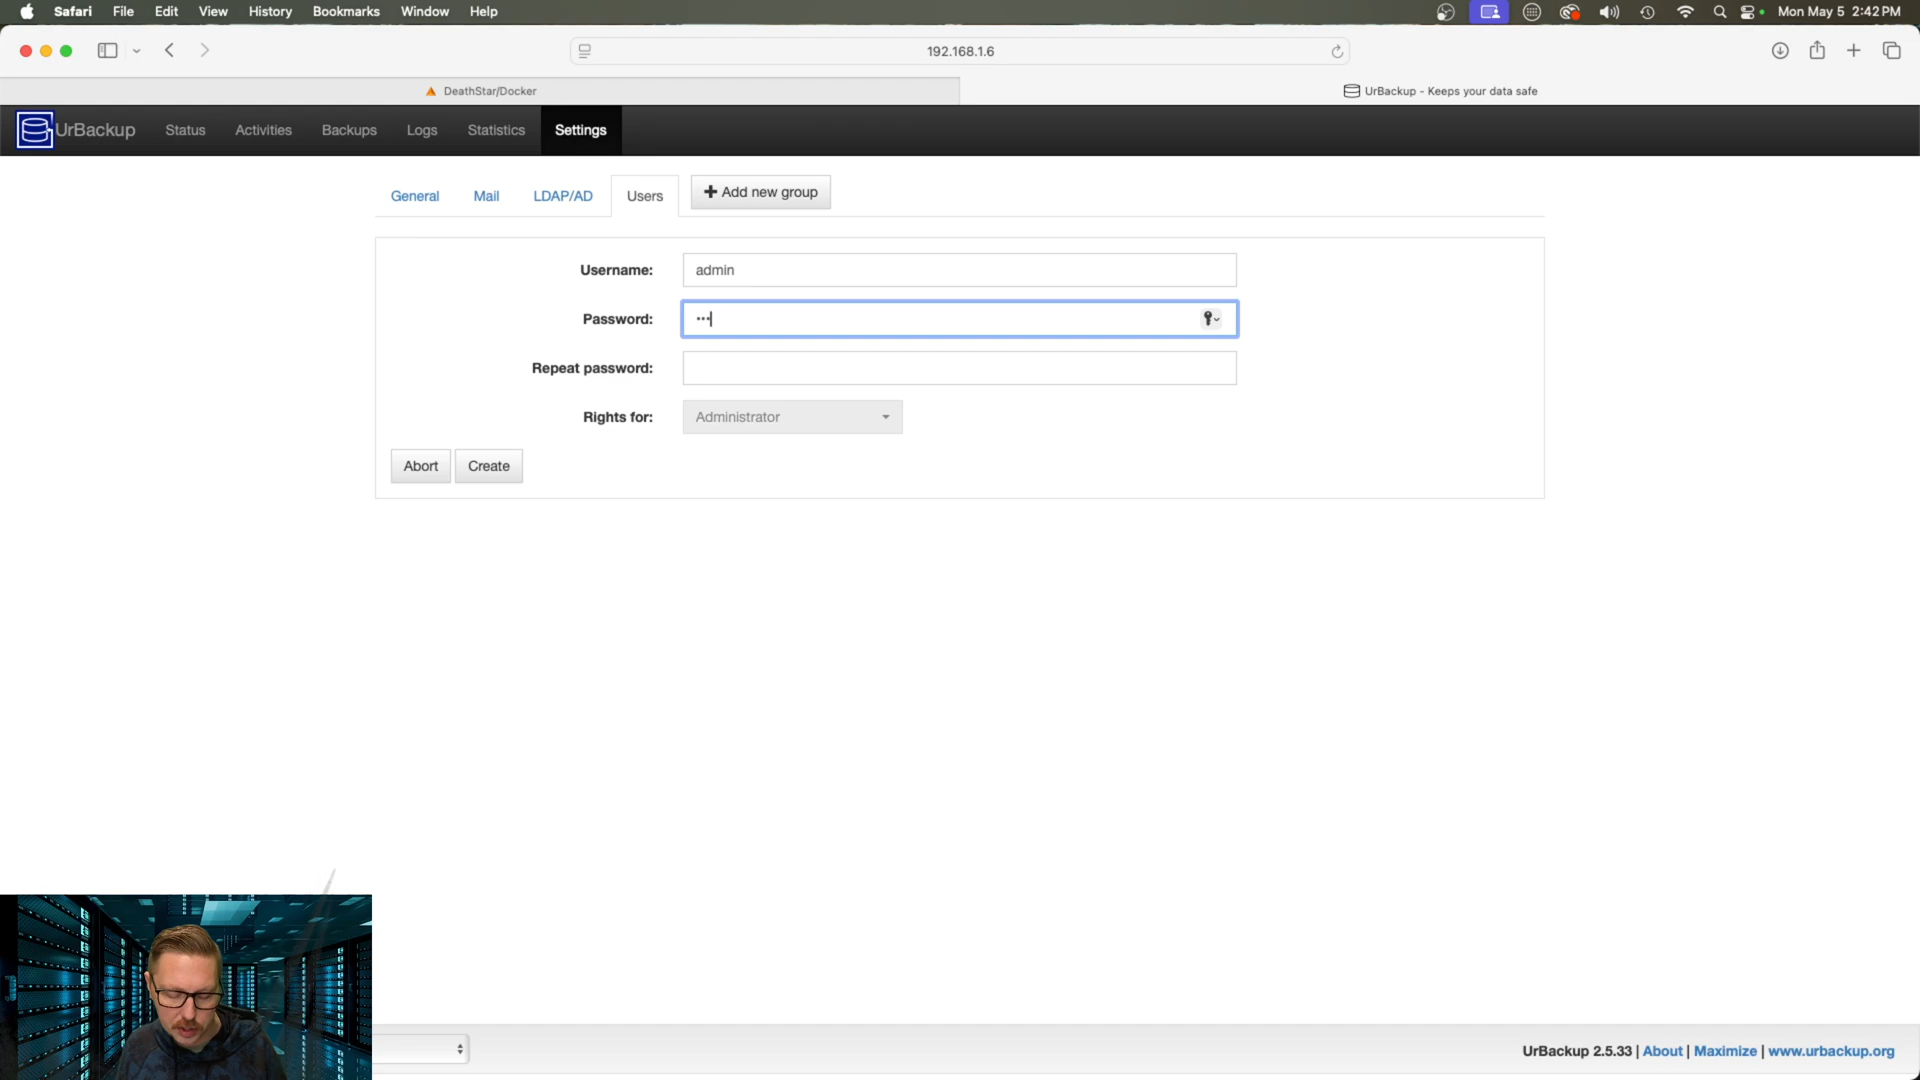 Safari File Edit View History Bookmarks Window Help Mon May 5 2:42 PM
192.168.1.6
DeathStar/Docker UrBackup - Keeps your data safe
UrBackup Status Activities Backups Logs Statistics Settings
General Mail LDAP/AD Users + Add new group
Username: admin
Password: •••
Repeat password:
Rights for: Administrator
Abort Create
UrBackup 2.5.33 | About | Maximize | www.urbackup.org